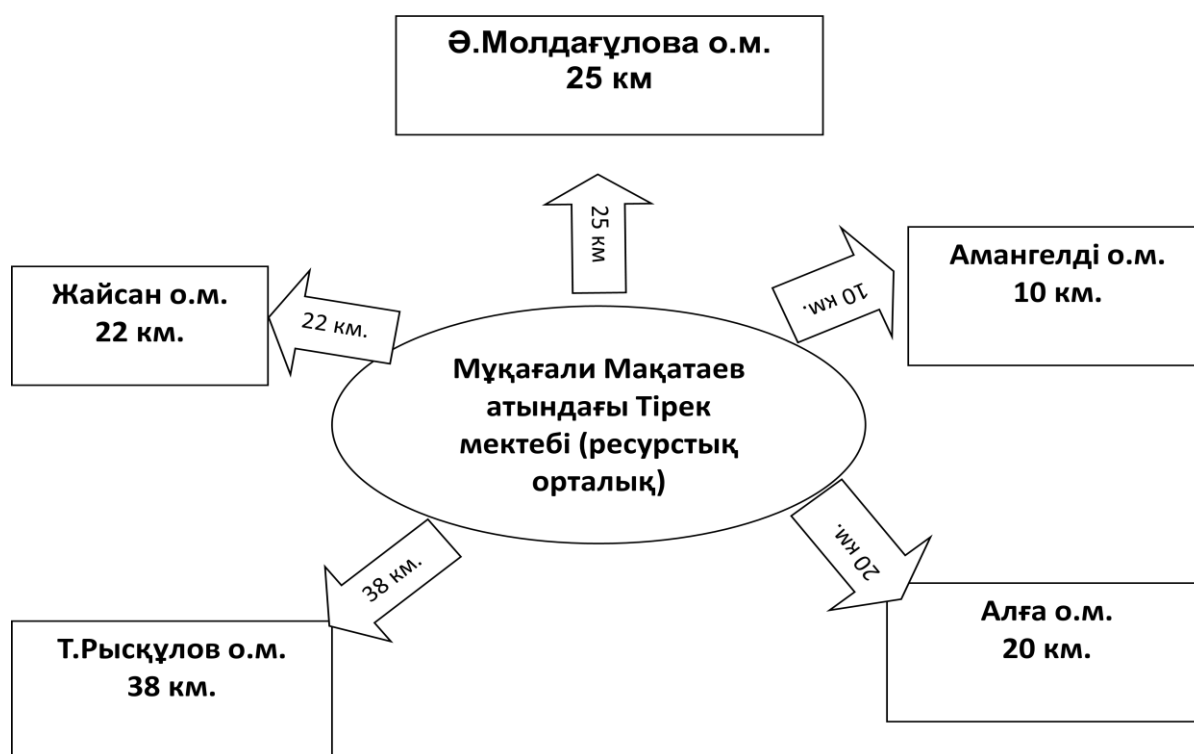 Ә.Молдағұлова о.м.
25 км
25 км
Амангелді о.м.
10 км.
10 км.
Жайсан о.м.
22 км.
22 км.
Мұқағали Мақатаев
атындағы Тірек
мектебі (ресурстық
орталық)
38 км.
20 км.
Т.Рысқұлов о.м.
38 км.
Алға о.м.
20 км.